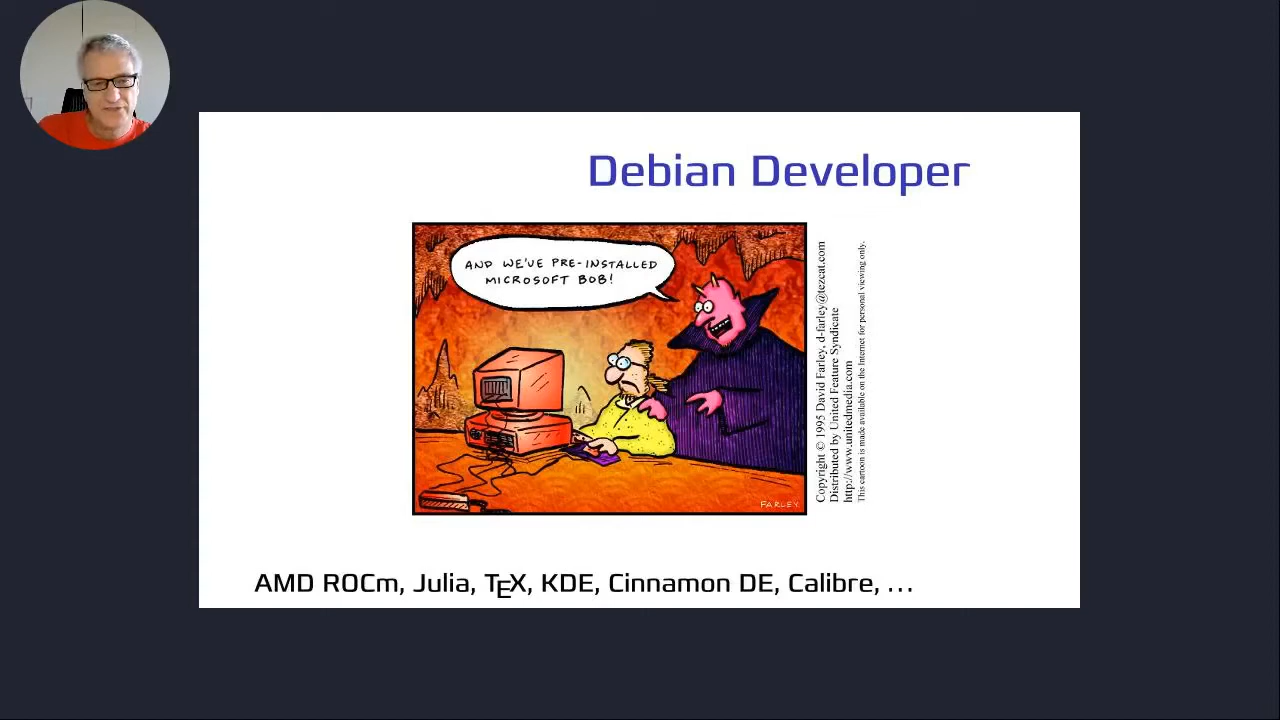 Debian Developer
AND WE'VE PRE-INSTALLED
MICROSOFT BOB!
FARLEY
Copyright © 1995 David Farley, d-farley@tezcat.com
Distributed by United Feature Syndicate
http://www.unitedmedia.com
This cartoon is made available on the Internet for personal viewing only.
AMD ROCm, Julia, TEX, KDE, Cinnamon DE, Calibre, ...